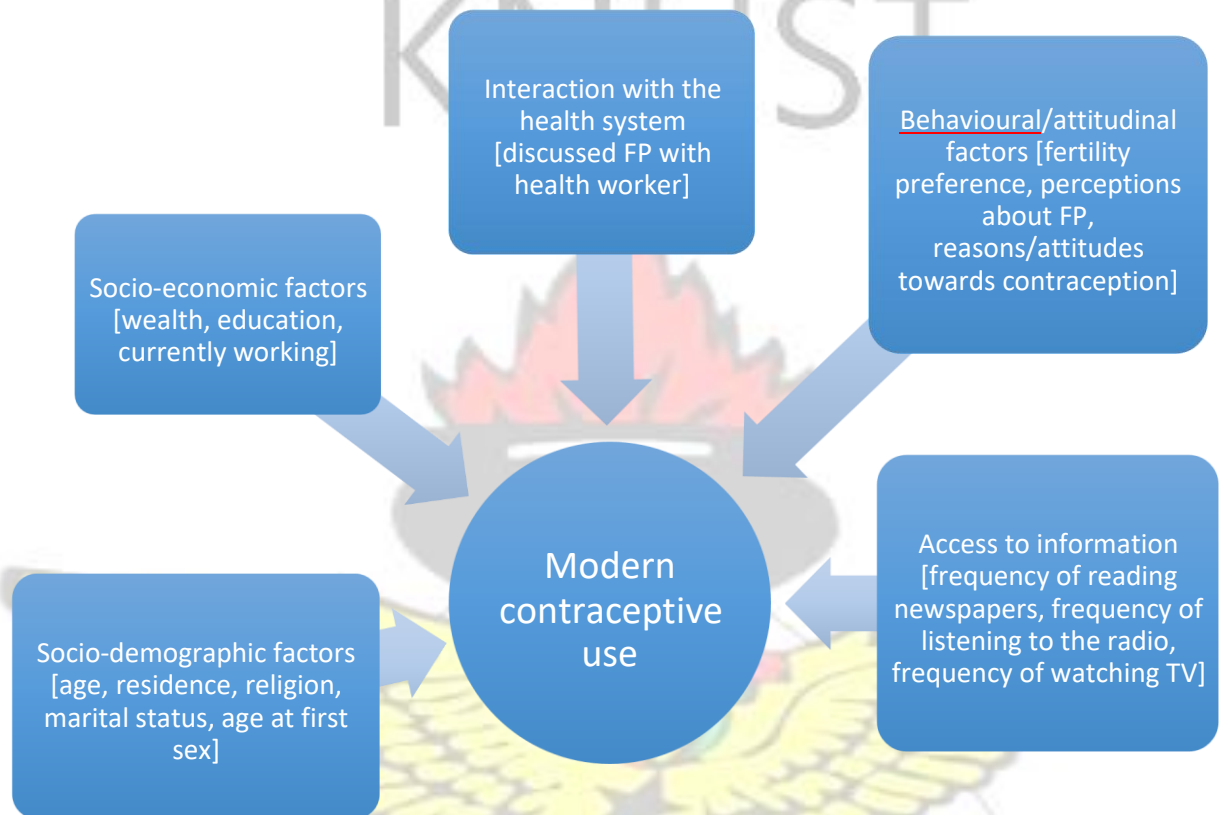 KNUST
Interaction with the
health system
[discussed FP with
health worker]
Behavioural/attitudinal
factors [fertility
preference, perceptions
about FP,
reasons/attitudes
towards contraception]
Socio-economic factors
[wealth, education,
currently working]
Access to information
[frequency of reading
newspapers, frequency of
listening to the radio,
frequency of watching TV]
Socio-demographic factors
[age, residence, religion,
marital status, age at first
sex]
Modern
contraceptive
use